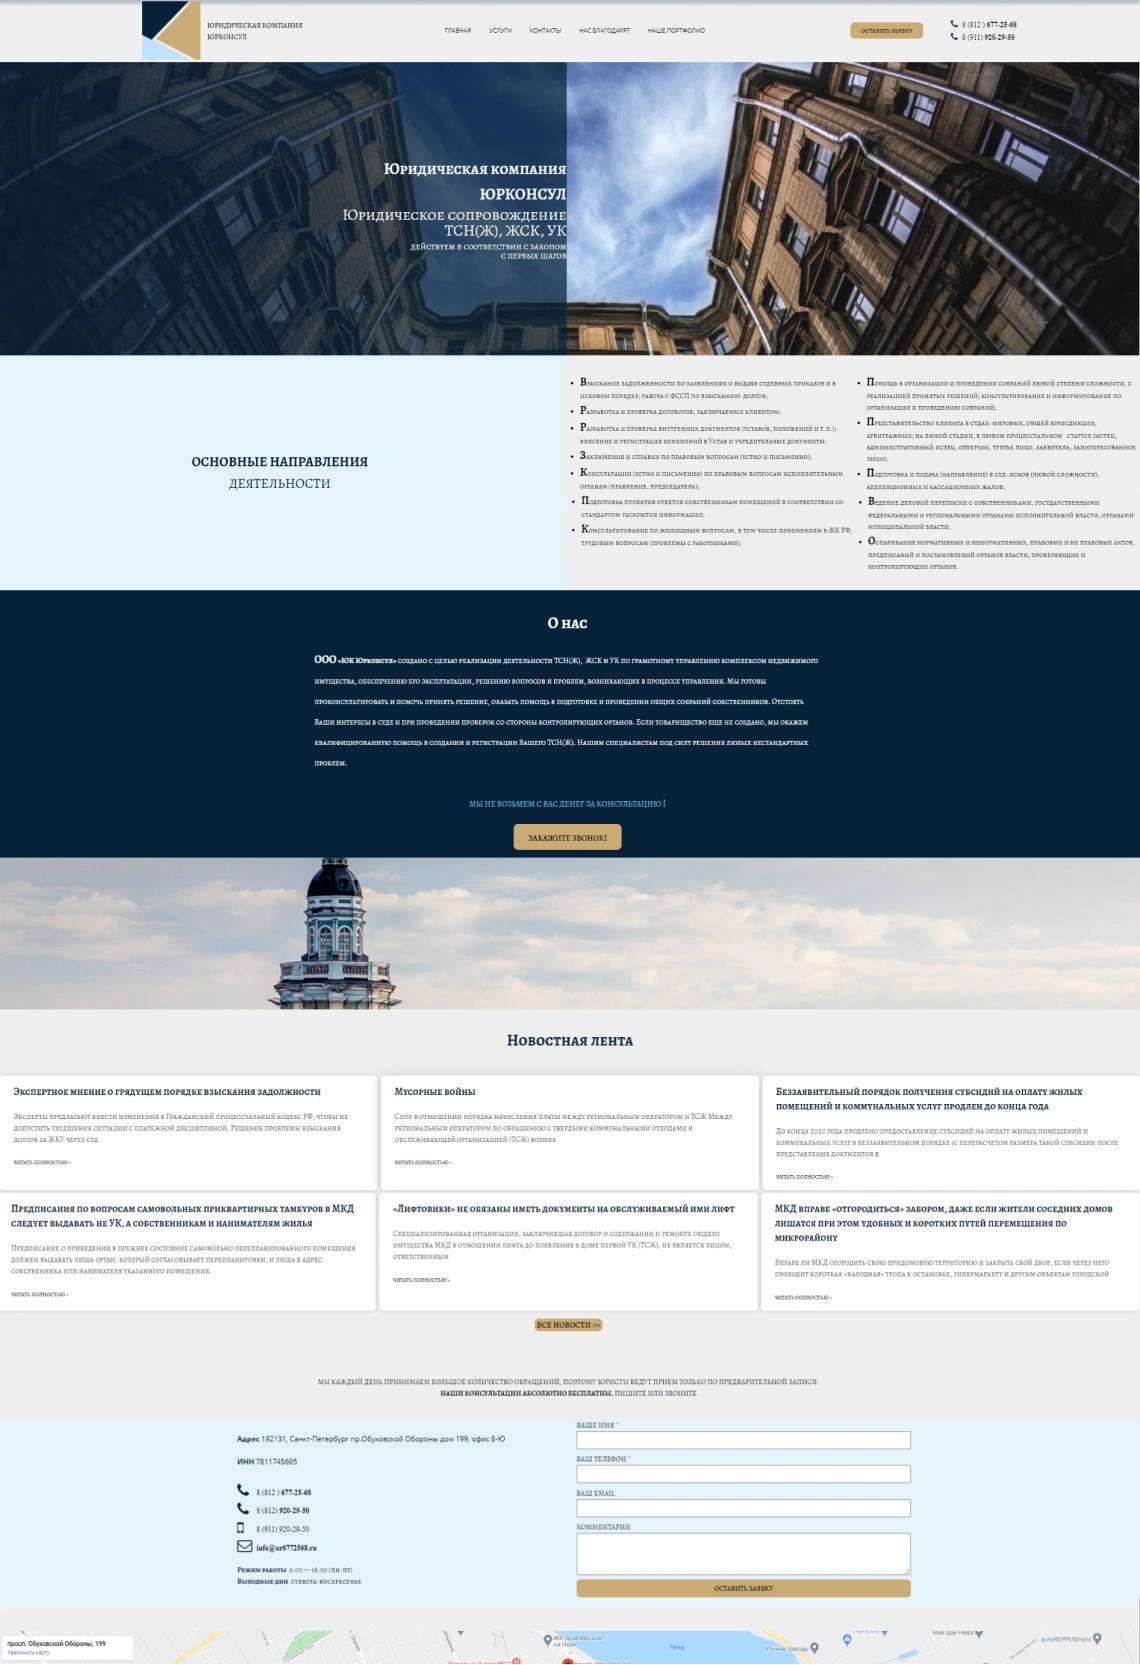 ЮРИДИЧЕСКАЯ КОМПАНИЯ
ЮРКОНСУЛ
ГЛАВНАЯ УСЛУГИ КОНТАКТЫ НАС БЛАГОДАРЯТ НАШЕ ПОРТФОЛИО
ОСТАВИТЬ ЗАЯВКУ
8 (812 ) 677-25-68
8 (911) 920-29-50
Юридическая компания
ЮРКОНСУЛ
Юридическое сопровождение
ТСН(Ж), ЖСК, УК
действуем в соответствии с законом
с первых шагов
ОСНОВНЫЕ НАПРАВЛЕНИЯ
ДЕЯТЕЛЬНОСТИ
Взыскание задолженности по заявлениям о выдаче судебных приказов и в
исковом порядке; работа с ФССП по взысканию долгов;
Разработка и проверка договоров, заключаемых клиентом;
Разработка и проверка внутренних документов (уставов, положений и т.п.);
внесение и регистрация изменений в Устав и учредительные документы;
Заключения и справки по правовым вопросам (устно и письменно);
Консультации (устно и письменно) по правовым вопросам исполнительным
органам (правление, председатель);
Подготовка проектов ответов собственникам помещений в соответствии со
стандартом раскрытия информации;
Консультирование по жилищным вопросам, в том числе изменениям в ЖК РФ,
трудовым вопросам (проблемы с работниками);
Помощь в организации и проведении собраний любой степени сложности, с
реализацией принятых решений; консультирование и информирование по
организации и проведению собраний;
Представительство клиента в судах: мировых, общей юрисдикции,
арбитражных; на любой стадии, в любом процессуальном статусе (истец,
административный истец, ответчик, третье лицо, заявитель, заинтересованное
лицо);
Подготовка и подача (направление) в суд: исков (любой сложности),
апелляционных и кассационных жалоб;
Ведение деловой переписки с собственниками, государственными
федеральными и региональными органами исполнительной власти, органами
муниципальной власти;
Оспаривание нормативных и ненормативных, правовых и не правовых актов,
предписаний и постановлений органов власти, проверяющих и
контролирующих органов.
О нас
ООО «ЮК Юрконсул» создано с целью реализации деятельности ТСН(Ж), ЖСК и УК по грамотному управлению комплексом недвижимого
имущества, обеспечению его эксплуатации, решению вопросов и проблем, возникающих в процессе управления. Мы готовы
проконсультировать и помочь принять решение, оказать помощь в подготовке и проведении общих собраний собственников. Отстоять
Ваши интересы в суде и при проведении проверок со стороны контролирующих органов. Если товарищество еще не создано, мы окажем
квалифицированную помощь в создании и регистрации Вашего ТСН(Ж). Нашим специалистам под силу решения любых нестандартных
проблем.
МЫ НЕ ВОЗЬМЕМ С ВАС ДЕНЕГ ЗА КОНСУЛЬТАЦИЮ !
ЗАКАЖИТЕ ЗВОНОК!
Новостная лента
Экспертное мнение о грядущем порядке взыскания задолжности
Эксперты предлагают внести изменения в Гражданский процессуальный кодекс РФ, чтобы не
допустить ухудшения ситуации с платежной дисциплиной. Решение проблемы взыскания
долгов за ЖКУ через суд
читать полностью »
Мусорные войны
Спор в отношении порядка начисления платы между региональным оператором и ТСЖ Между
региональным оператором по обращению с твердыми коммунальными отходами и
обслуживающей организацией (ТСЖ) возник
читать полностью »
Беззаявительный порядок получения субсидий на оплату жилых
помещений и коммунальных услуг продлен до конца года
До конца 2020 года продлено предоставление субсидий на оплату жилых помещений и
коммунальных услуг в беззаявительном порядке (с перерасчетом размера такой субсидии после
представления документов в
читать полностью »
Предписания по вопросам самовольных приквартирных тамбуров в МКД
следует выдавать не УК, а собственникам и нанимателям жилья
Предписание о приведении в прежнее состояние самовольно перепланированного помещения
должен выдавать лишь орган, который согласовывает перепланировки, и лишь в адрес
собственника или нанимателя указанного помещения.
читать полностью »
«Лифтовики» не обязаны иметь документы на обслуживаемый ими лифт
Специализированная организация, заключившая договор о содержании и ремонте общего
имущества МКД в отношении лифта до появления в доме первой УК (ТСЖ), не является лицом,
ответственным
читать полностью »
МКД вправе «отгородиться» забором, даже если жители соседних домов
лишатся при этом удобных и коротких путей перемещения по
микрорайону
Вправе ли МКД огородить свою придомовую территорию и закрыть свой двор, если через него
проходит короткая «народная» тропа к остановке, гипермаркету и другим объектам городской
читать полностью »
ВСЕ НОВОСТИ >>
МЫ КАЖДЫЙ ДЕНЬ ПРИНИМАЕМ БОЛЬШОЕ КОЛИЧЕСТВО ОБРАЩЕНИЙ, ПОЭТОМУ ЮРИСТЫ ВЕДУТ ПРИЕМ ТОЛЬКО ПО ПРЕДВАРИТЕЛЬНОЙ ЗАПИСИ.
НАШИ КОНСУЛЬТАЦИИ АБСОЛЮТНО БЕСПЛАТНЫ. ПИШИТЕ ИЛИ ЗВОНИТЕ
Адрес 192131, Санкт-Петербург пр.Обуховской Обороны дом 199, офис 8-Ю
ИНН 7811745695
8 (812 ) 677-25-68
8 (812) 920-29-50
8 (911) 920-29-50
info@ur6772568.ru
Режим работы 9.00 — 18.00 (пн-пт)
Выходные дни суббота-воскресенье
ВАШЕ ИМЯ *
ВАШ ТЕЛЕФОН *
ВАШ EMAIL
КОММЕНТАРИИ
ОСТАВИТЬ ЗАЯВКУ
просп. Обуховской Обороны, 199
Увеличить карту
ЖК Дом Мегалит
на Неве
Нева
Уткина Заводь
Мак дак Нева
autoREPPUBmoto